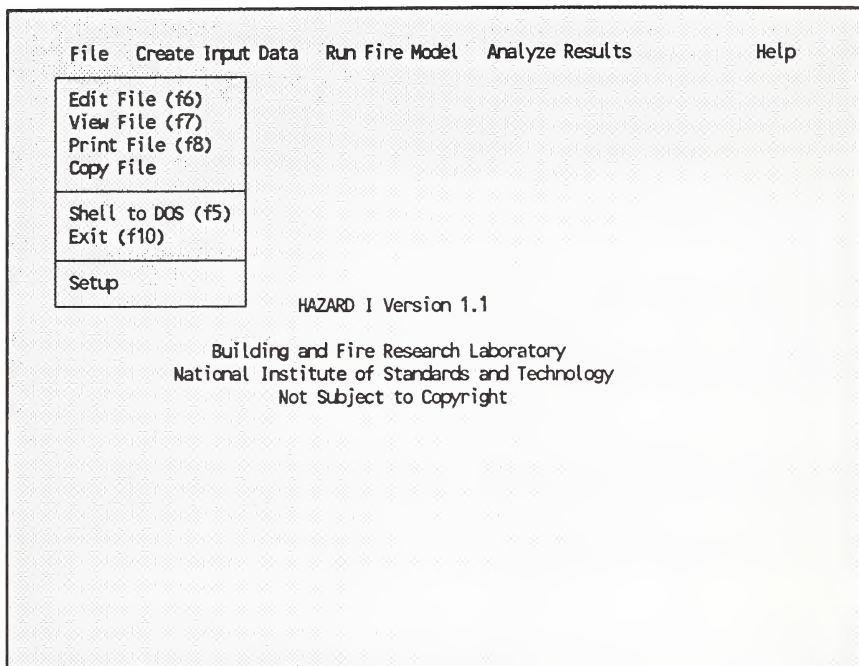 File Create Input Data Run Fire Model Analyze Results Help
Edit File (f6)
View File (f7)
Print File (f8)
Copy File
Shell to DOS (f5)
Exit (f10)
Setup
HAZARD I Version 1.1
Building and Fire Research Laboratory
National Institute of Standards and Technology
Not Subject to Copyright